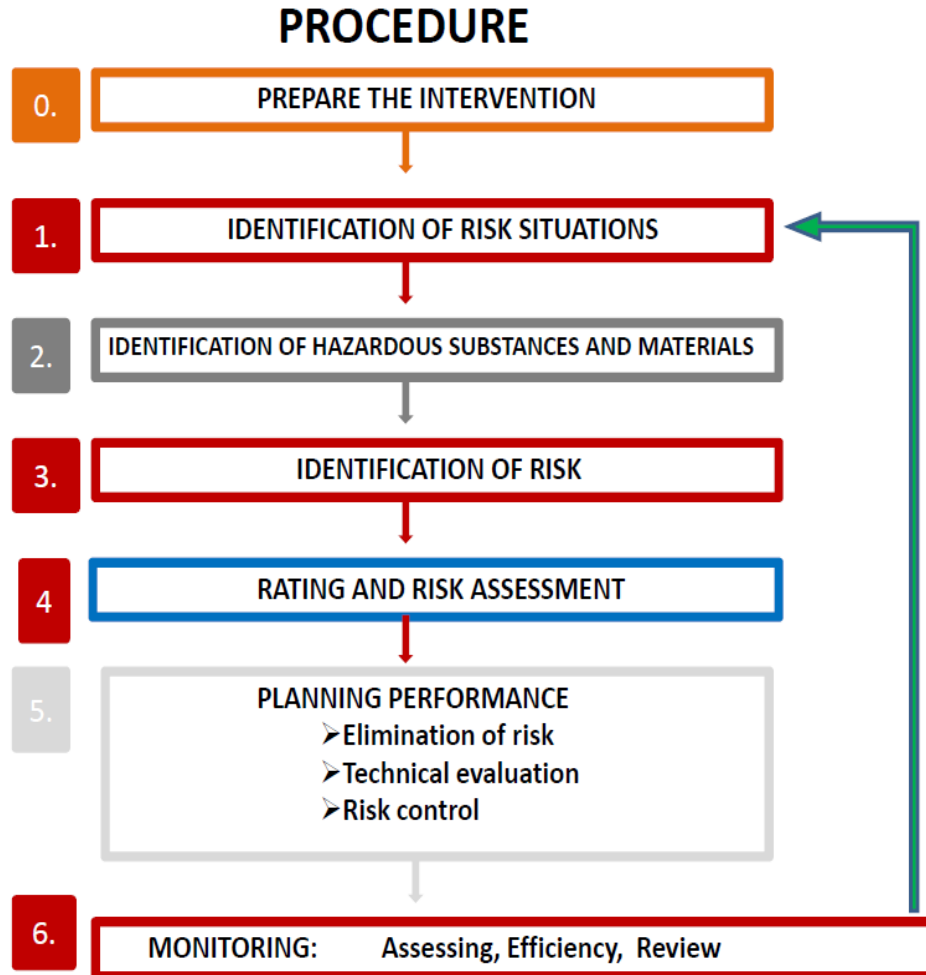 PROCEDURE
0.
PREPARE THE INTERVENTION
1.
IDENTIFICATION OF RISK SITUATIONS
2.
IDENTIFICATION OF HAZARDOUS SUBSTANCES AND MATERIALS
3.
IDENTIFICATION OF RISK
4
RATING AND RISK ASSESSMENT
5.
PLANNING PERFORMANCE
➢Elimination of risk
➢Technical evaluation
➢Risk control
6.
MONITORING: Assessing, Efficiency, Review